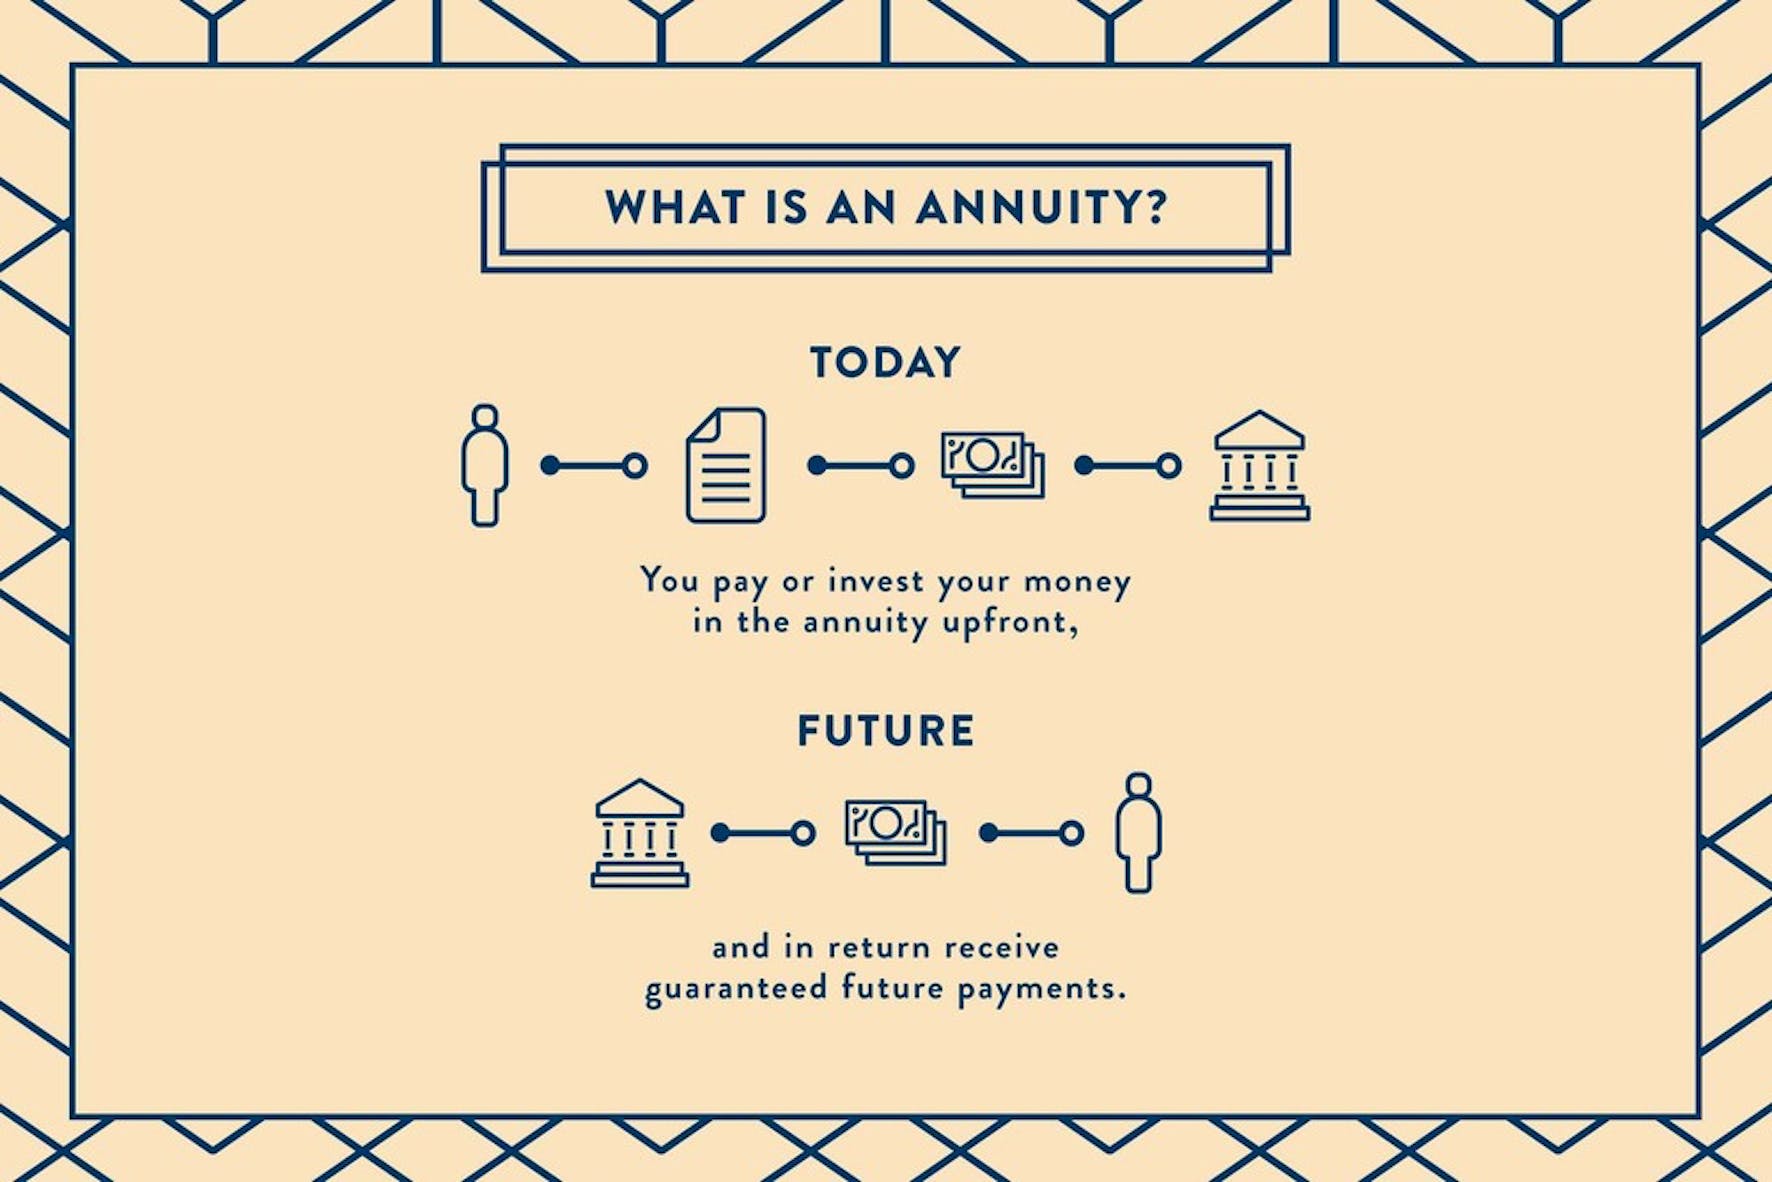 WHAT IS AN ANNUITY?
TODAY
You pay or invest your money
in the annuity upfront,
FUTURE
and in return receive
guaranteed future payments.